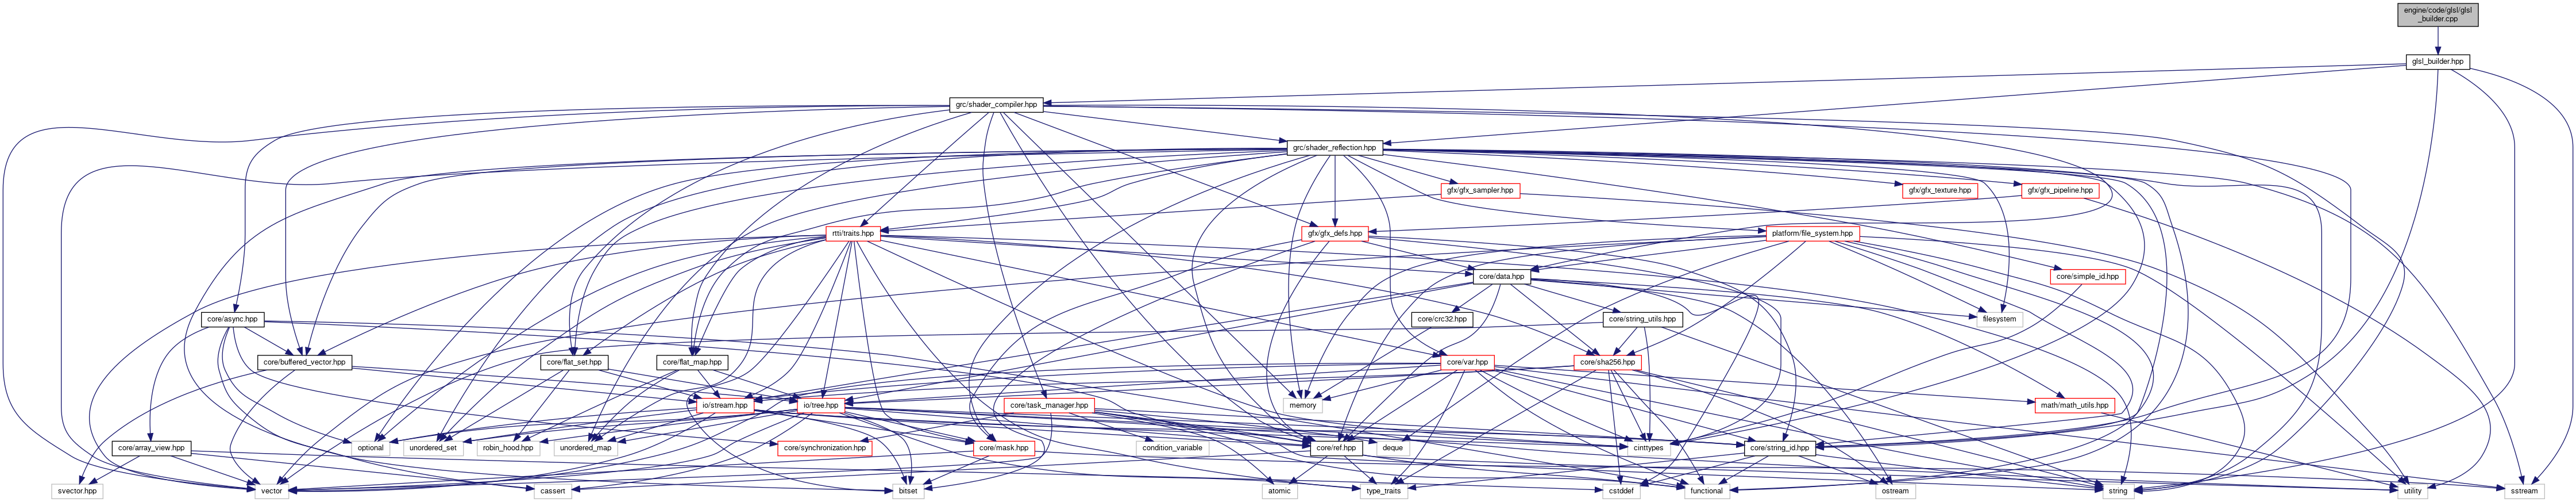 engine/code/glsl/glsl
_builder.cpp
glsl_builder.hpp
grc/shader_compiler.hpp
grc/shader_reflection.hpp
gfx/gfx_sampler.hpp
gfx/gfx_texture.hpp
gfx/gfx_pipeline.hpp
rtti/traits.hpp
gfx/gfx_defs.hpp
platform/file_system.hpp
core/data.hpp
core/simple_id.hpp
core/async.hpp
core/crc32.hpp
core/string_utils.hpp
filesystem
core/buffered_vector.hpp
core/flat_set.hpp
core/flat_map.hpp
core/var.hpp
core/sha256.hpp
io/stream.hpp
io/tree.hpp
core/task_manager.hpp
memory
math/math_utils.hpp
core/array_view.hpp
optional
unordered_set
robin_hood.hpp
unordered_map
core/synchronization.hpp
core/mask.hpp
condition_variable
core/ref.hpp
deque
cinttypes
core/string_id.hpp
svector.hpp
vector
cassert
bitset
atomic
type_traits
cstddef
functional
ostream
string
utility
sstream